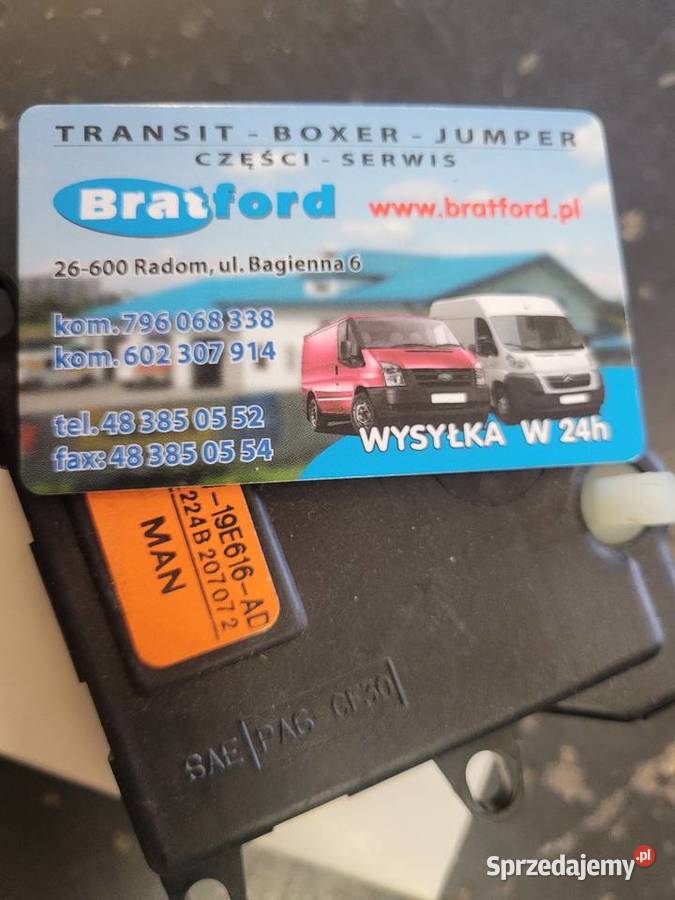 TRANSIT - BOXER - JUMPER
CZĘŚCI - SERWIS
Bratford
www.bratford.pl
26-600 Radom, ul. Bagienna 6
kom. 796 068 338
kom. 602 307 914
tel. 48 385 05 52
fax: 48 385 05 54
WYSYŁKA W 24h
-19E616-AD
224B 207072
MAN
SAE PAG GF30
Sprzedajemy.pl